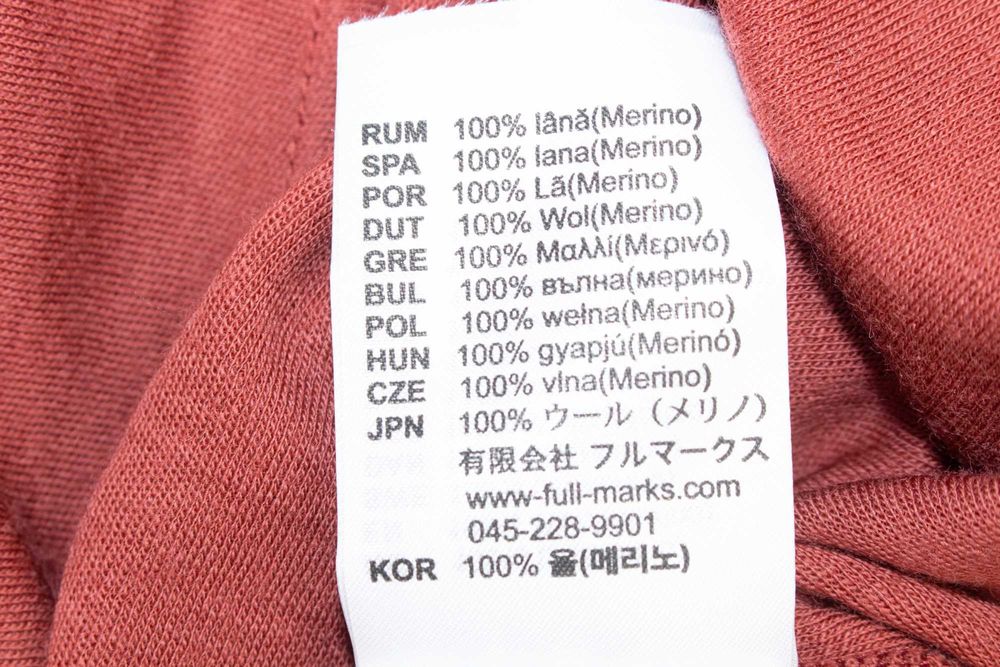 RUM 100% lână(Merino)
SPA 100% lana(Merino)
POR 100% Lã(Merino)
DUT 100% Wol(Merino)
GRE 100% Μαλλί(Μερινό)
BUL 100% вълна(мерино)
POL 100% wełna(Merino)
HUN 100% gyapjú(Merinó)
CZE 100% vlna(Merino)
JPN 100% ウール（メリノ）
有限会社 フルマークス
www-full-marks.com
045-228-9901
KOR 100% 울(메리노)